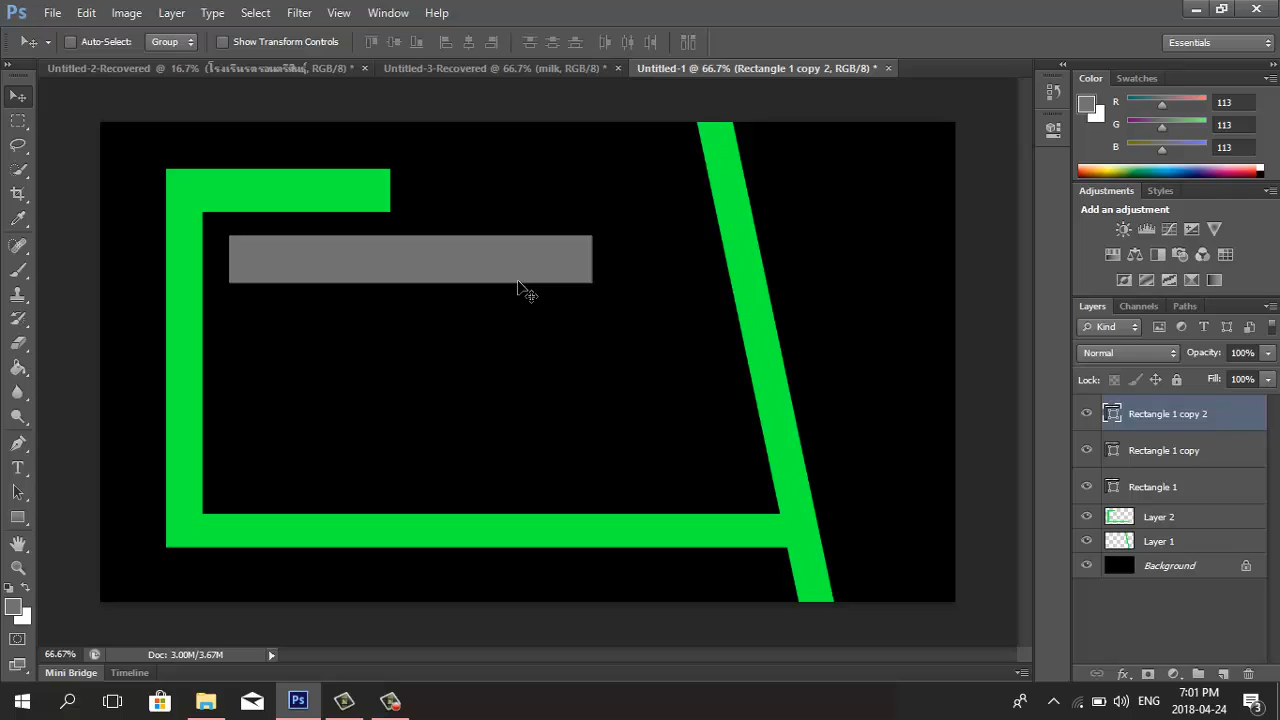 Ps File Edit Image Layer Type Select Filter View Window Help
Auto-Select: Group Show Transform Controls Essentials
Untitled-2-Recovered @ 16.7% ( RGB/8) * × Untitled-3-Recovered @ 66.7% (milk, RGB/8) * × Untitled-1 @ 66.7% (Rectangle 1 copy 2, RGB/8) * ×
Color Swatches
R 113
G 113
B 113
Adjustments Styles
Add an adjustment
Layers Channels Paths
Kind
Normal Opacity: 100%
Lock: Fill: 100%
Rectangle 1 copy 2
Rectangle 1 copy
Rectangle 1
Layer 2
Layer 1
Background
66.67% Doc: 3.00M/3.67M
Mini Bridge Timeline
Ps ENG 7:01 PM
2018-04-24 3